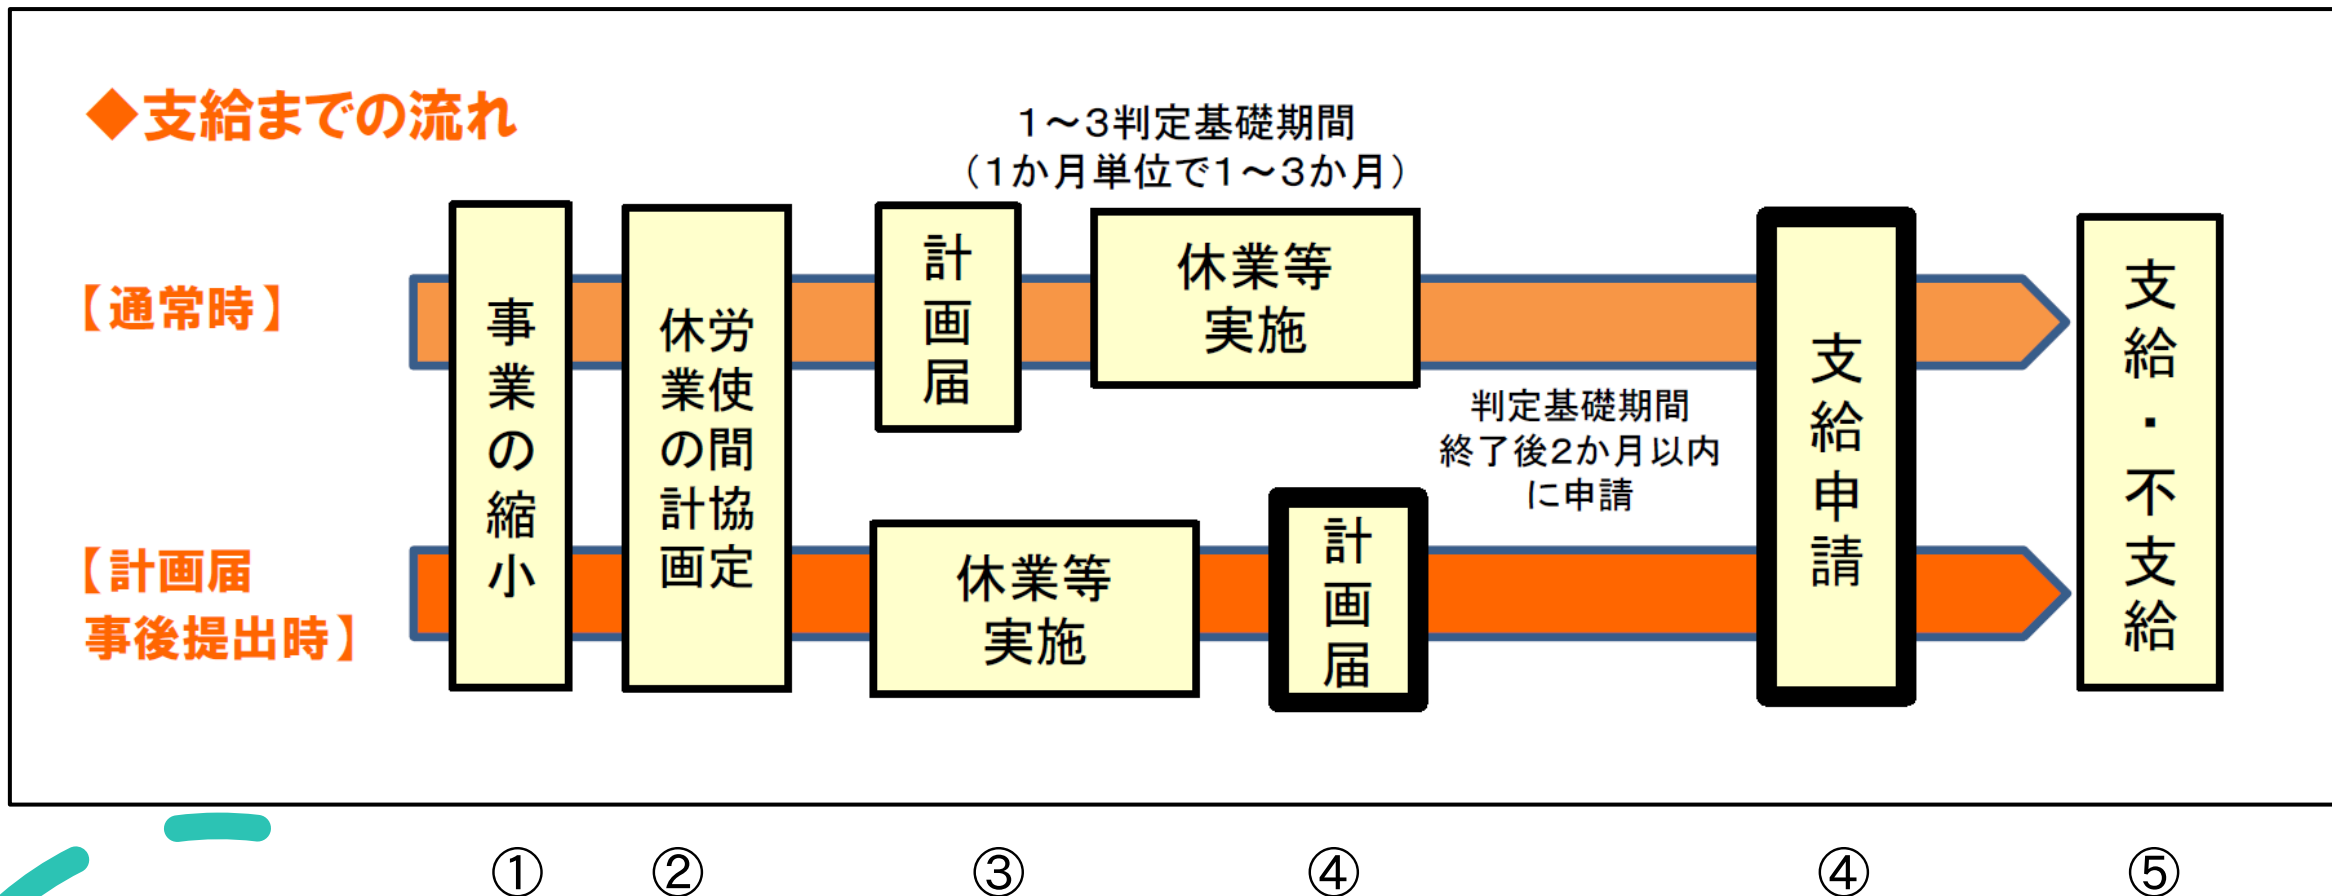 ◆支給までの流れ
1～3判定基礎期間
（1か月単位で1～3か月）
【通常時】
【計画届
事後提出時】
事業の縮小
労使間協定
休業の計画
計画届
休業等
実施
休業等
実施
計画届
判定基礎期間
終了後2か月以内
に申請
支給申請
支給・不支給
①
②
③
④
④
⑤